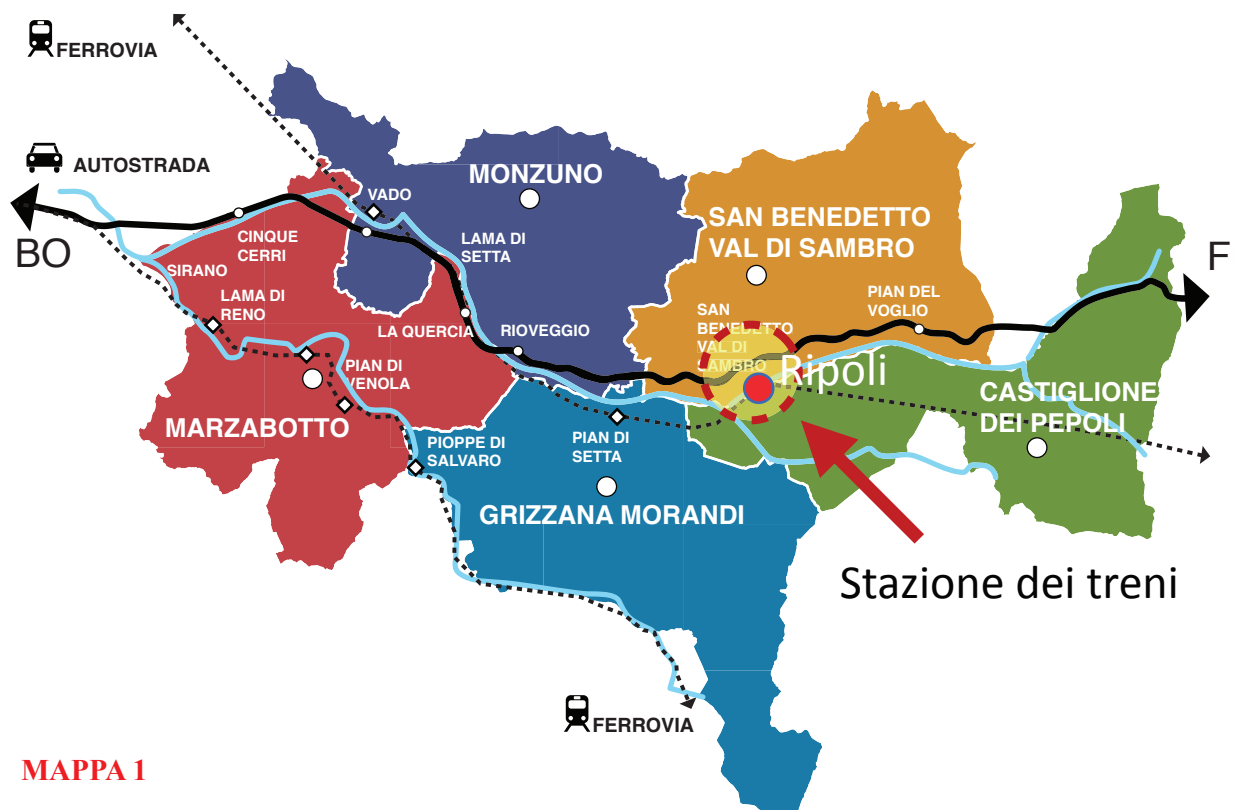 FERROVIA
AUTOSTRADA
BO
VADO
MONZUNO
SAN BENEDETTO
VAL DI SAMBRO
F
CINQUE
CERRI
LAMA DI
SETTA
SIRANO
LAMA DI
RENO
LA QUERCIA
RIOVEGGIO
SAN
BENEDETTO
VAL DI
SAMBRO
PIAN DEL
VOGLIO
Ripoli
PIAN DI
VENOLA
MARZABOTTO
CASTIGLIONE
DEI PEPOLI
PIOPPE DI
SALVARO
PIAN DI
SETTA
GRIZZANA MORANDI
Stazione dei treni
FERROVIA
MAPPA 1